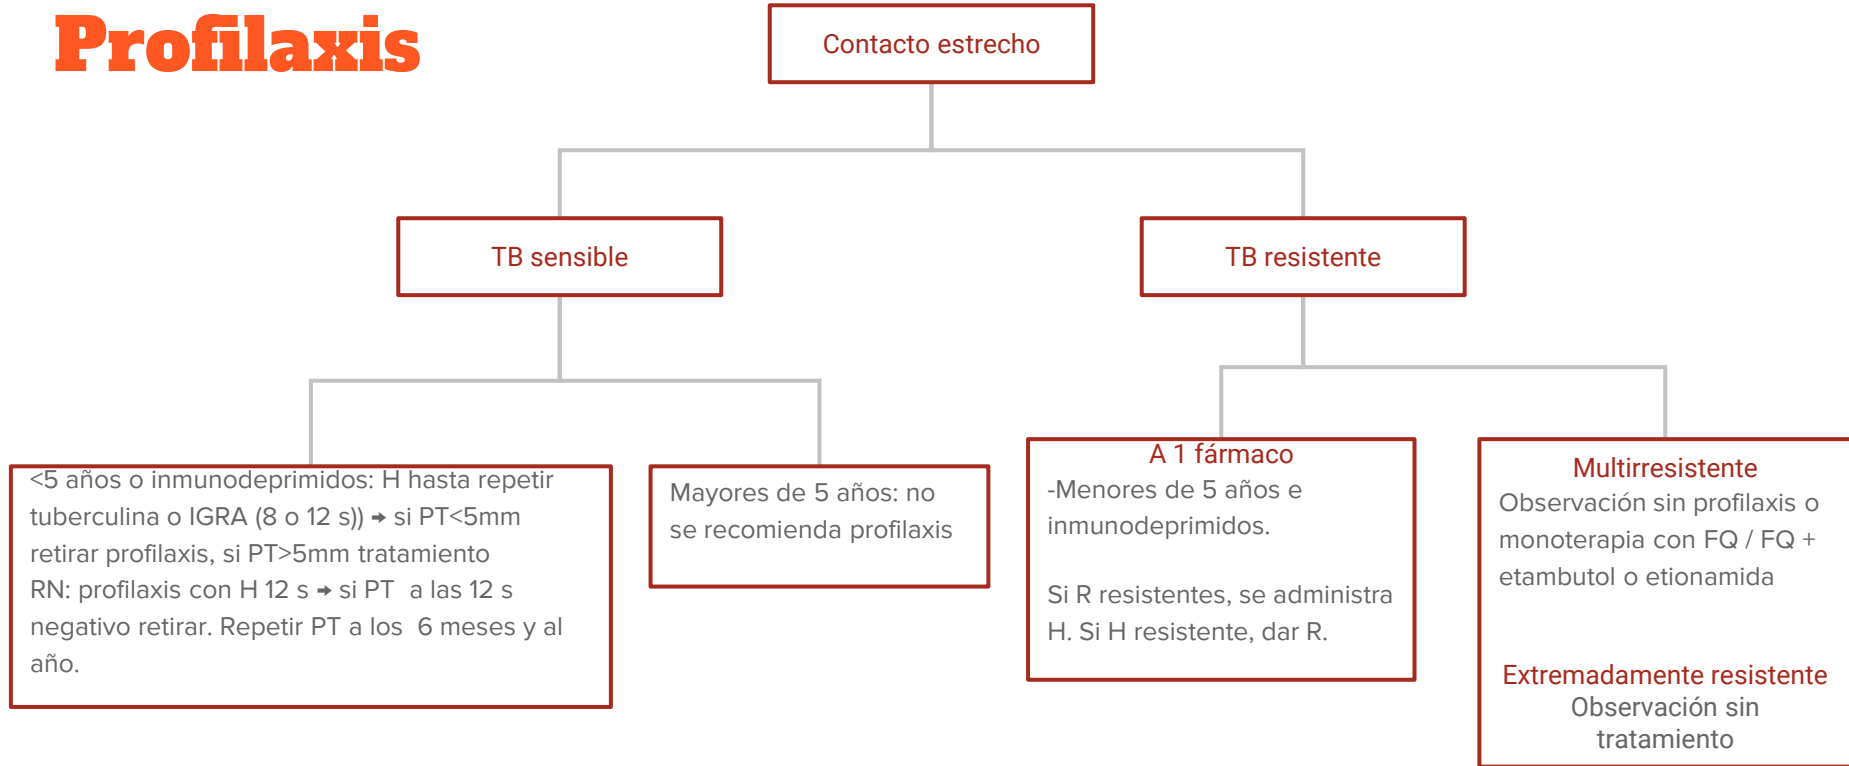 Profilaxis
Contacto estrecho
TB sensible
TB resistente
<5 años o inmunodeprimidos: H hasta repetir
tuberculina o IGRA (8 o 12 s)) → si PT<5mm
retirar profilaxis, si PT>5mm tratamiento
RN: profilaxis con H 12 s → si PT a las 12 s
negativo retirar. Repetir PT a los 6 meses y al
año.
Mayores de 5 años: no
se recomienda profilaxis
A 1 fármaco
-Menores de 5 años e
inmunodeprimidos.
Si R resistentes, se administra
H. Si H resistente, dar R.
Multirresistente
Observación sin profilaxis o
monoterapia con FQ / FQ +
etambutol o etionamida
Extremadamente resistente
Observación sin
tratamiento